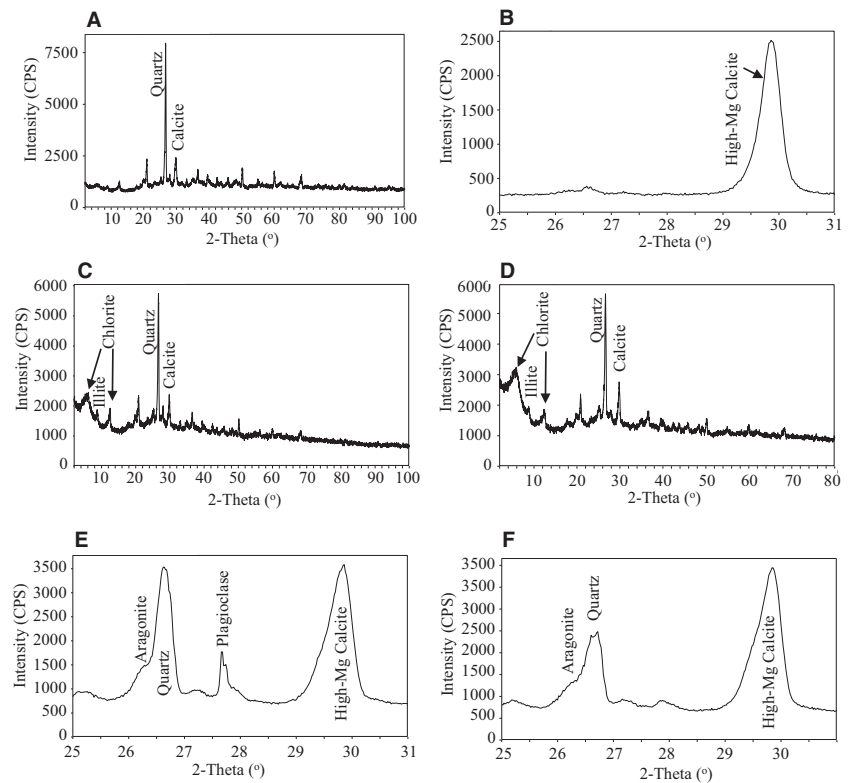 A
Intensity (CPS)
7500
5000
2500
0
Quartz
Calcite
10 20 30 40 50 60 70 80 90 100
2-Theta (o)
B
Intensity (CPS)
2500
2000
1500
1000
500
0
High-Mg Calcite
25 26 27 28 29 30 31
2-Theta (o)
C
Intensity (CPS)
6000
5000
4000
3000
2000
1000
0
Chlorite
Illite
Quartz
Calcite
10 20 30 40 50 60 70 80 90 100
2-Theta (o)
D
Intensity (CPS)
6000
5000
4000
3000
2000
1000
0
Chlorite
Illite
Quartz
Calcite
10 20 30 40 50 60 70 80
2-Theta (o)
E
Intensity (CPS)
3500
3000
2500
2000
1500
1000
500
0
Aragonite
Quartz
Plagioclase
High-Mg Calcite
25 26 27 28 29 30 31
2-Theta (o)
F
Intensity (CPS)
3500
3000
2500
2000
1500
1000
500
0
Aragonite
Quartz
High-Mg Calcite
25 26 27 28 29 30
2-Theta (o)